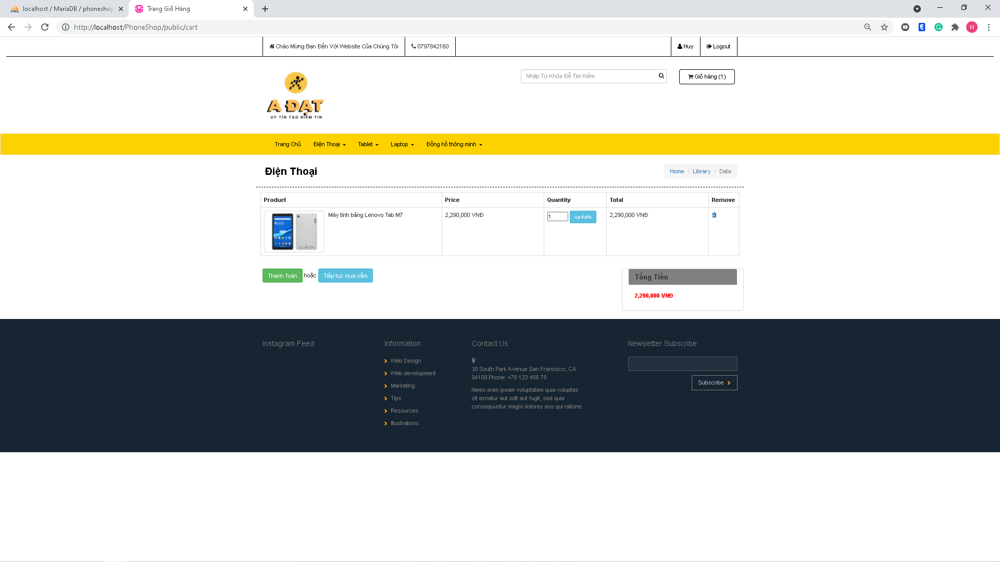 localhost / MariaDB / phoneshop
Trang Giỏ Hàng
http://localhost/PhoneShop/public/cart
H
Chào Mừng Bạn Đến Với Website Của Chúng Tôi
0797842160
Huy
Logout
A ĐẠT
UY TÍN TẠO NIỀM TIN
Nhập Từ Khóa Để Tìm Kiếm
Giỏ hàng (1)
Trang Chủ
Điện Thoại
Tablet
Laptop
Đồng hồ thông minh
Điện Thoại
Home / Library / Data
Product Price Quantity Total Remove
Máy tính bảng Lenovo Tab M7 2,290,000 VNĐ 1 update 2,290,000 VNĐ
Thanh Toán hoặc Tiếp tục mua sắm
Tổng Tiền
2,290,000 VNĐ
Instagram Feed
Information
Web Design
Web development
Marketing
Tips
Resources
Illustrations
Contact Us
30 South Park Avenue San Francisco, CA
94108 Phone: +78 123 456 78
Nemo enim ipsam voluptatem quia voluptas
sit asnatur aut odit aut fugit, sed quia
consequuntur magni dolores eos qui ratione.
Newsletter Subscribe
Subscribe